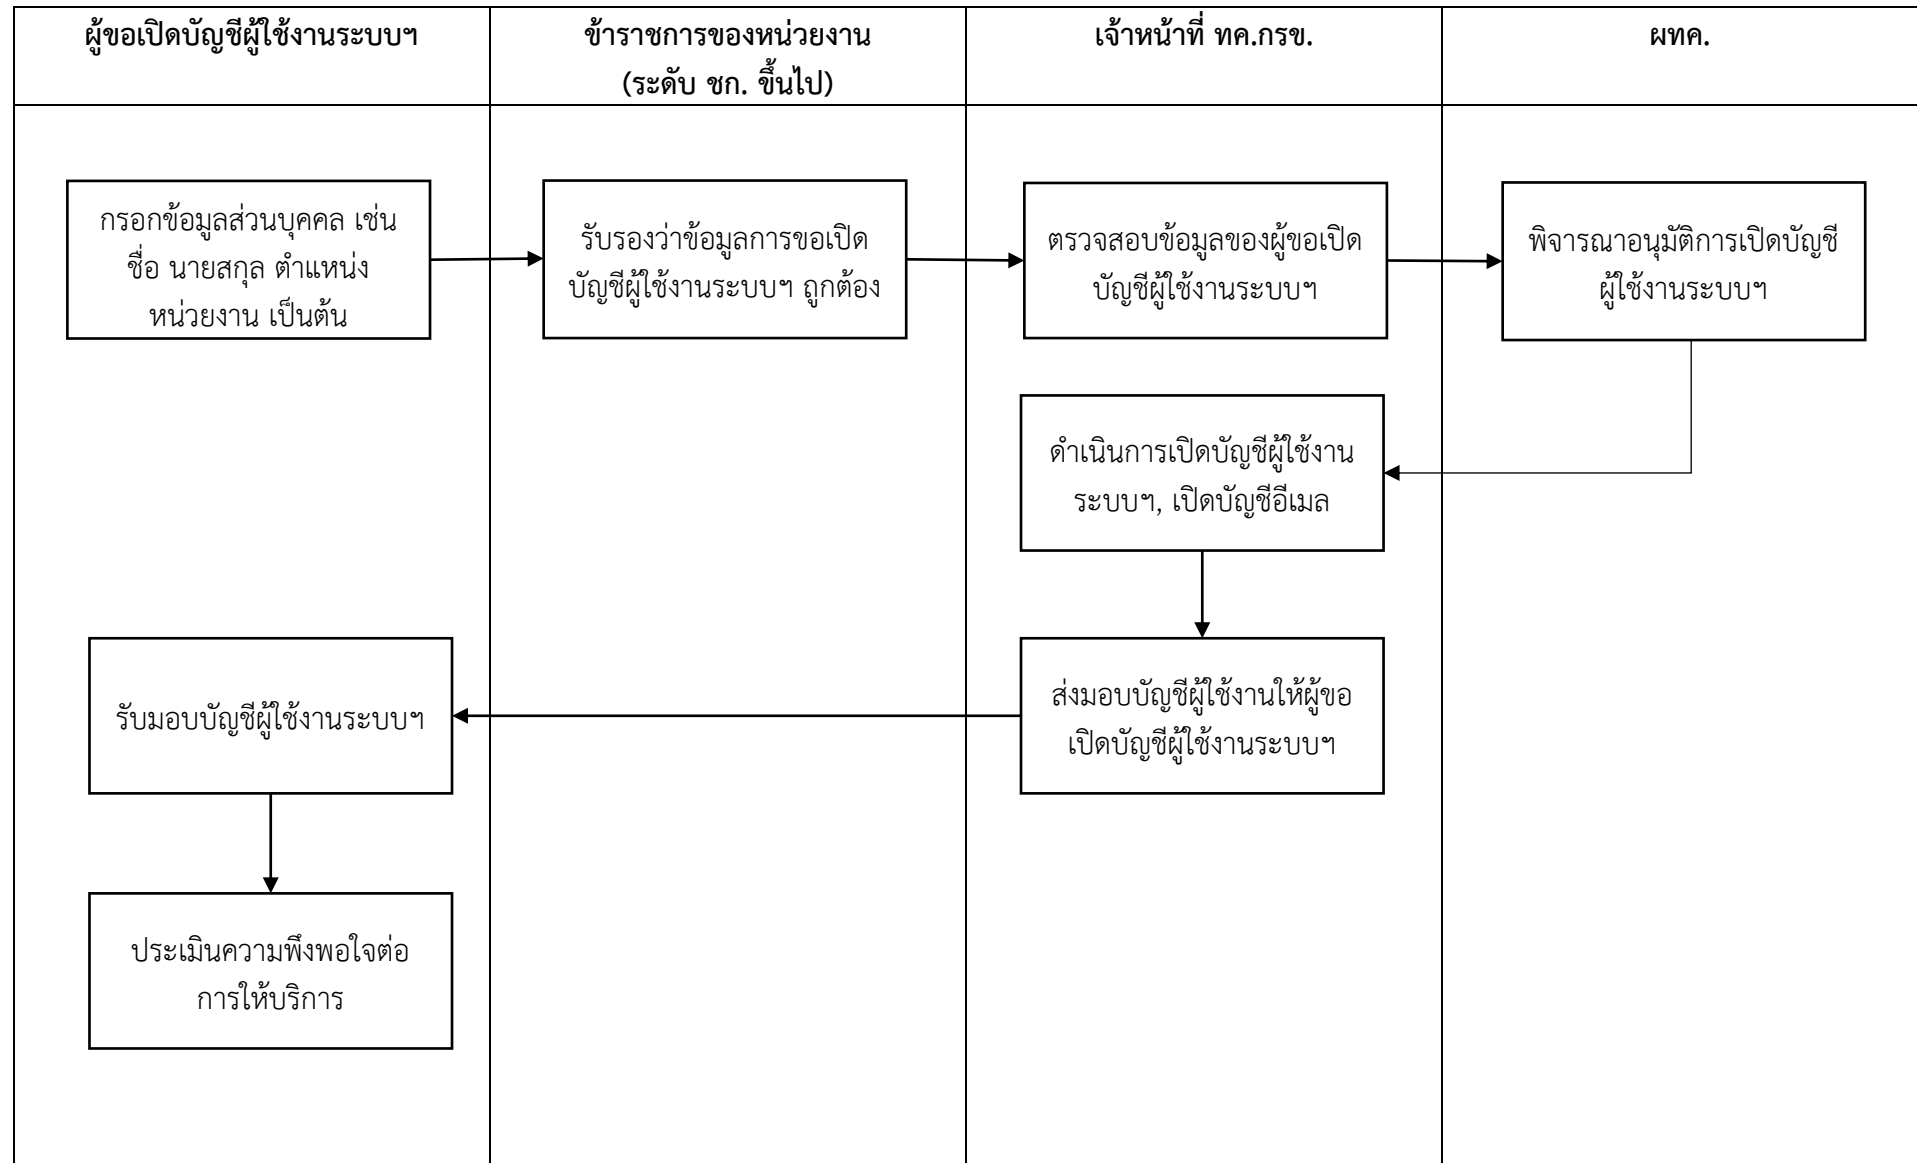 ผู้ขอเปิดบัญชีผู้ใช้งานระบบฯ
ข้าราชการของหน่วยงาน
(ระดับ ชก. ขึ้นไป)
เจ้าหน้าที่ ทค.กรข.
ผทค.
กรอกข้อมูลส่วนบุคคล เช่น
ชื่อ นายสกุล ตำแหน่ง
หน่วยงาน เป็นต้น
รับรองว่าข้อมูลการขอเปิด
บัญชีผู้ใช้งานระบบฯ ถูกต้อง
ตรวจสอบข้อมูลของผู้ขอเปิด
บัญชีผู้ใช้งานระบบฯ
พิจารณาอนุมัติการเปิดบัญชี
ผู้ใช้งานระบบฯ
ดำเนินการเปิดบัญชีผู้ใช้งาน
ระบบฯ, เปิดบัญชีอีเมล
ส่งมอบบัญชีผู้ใช้งานให้ผู้ขอ
เปิดบัญชีผู้ใช้งานระบบฯ
รับมอบบัญชีผู้ใช้งานระบบฯ
ประเมินความพึงพอใจต่อ
การให้บริการ